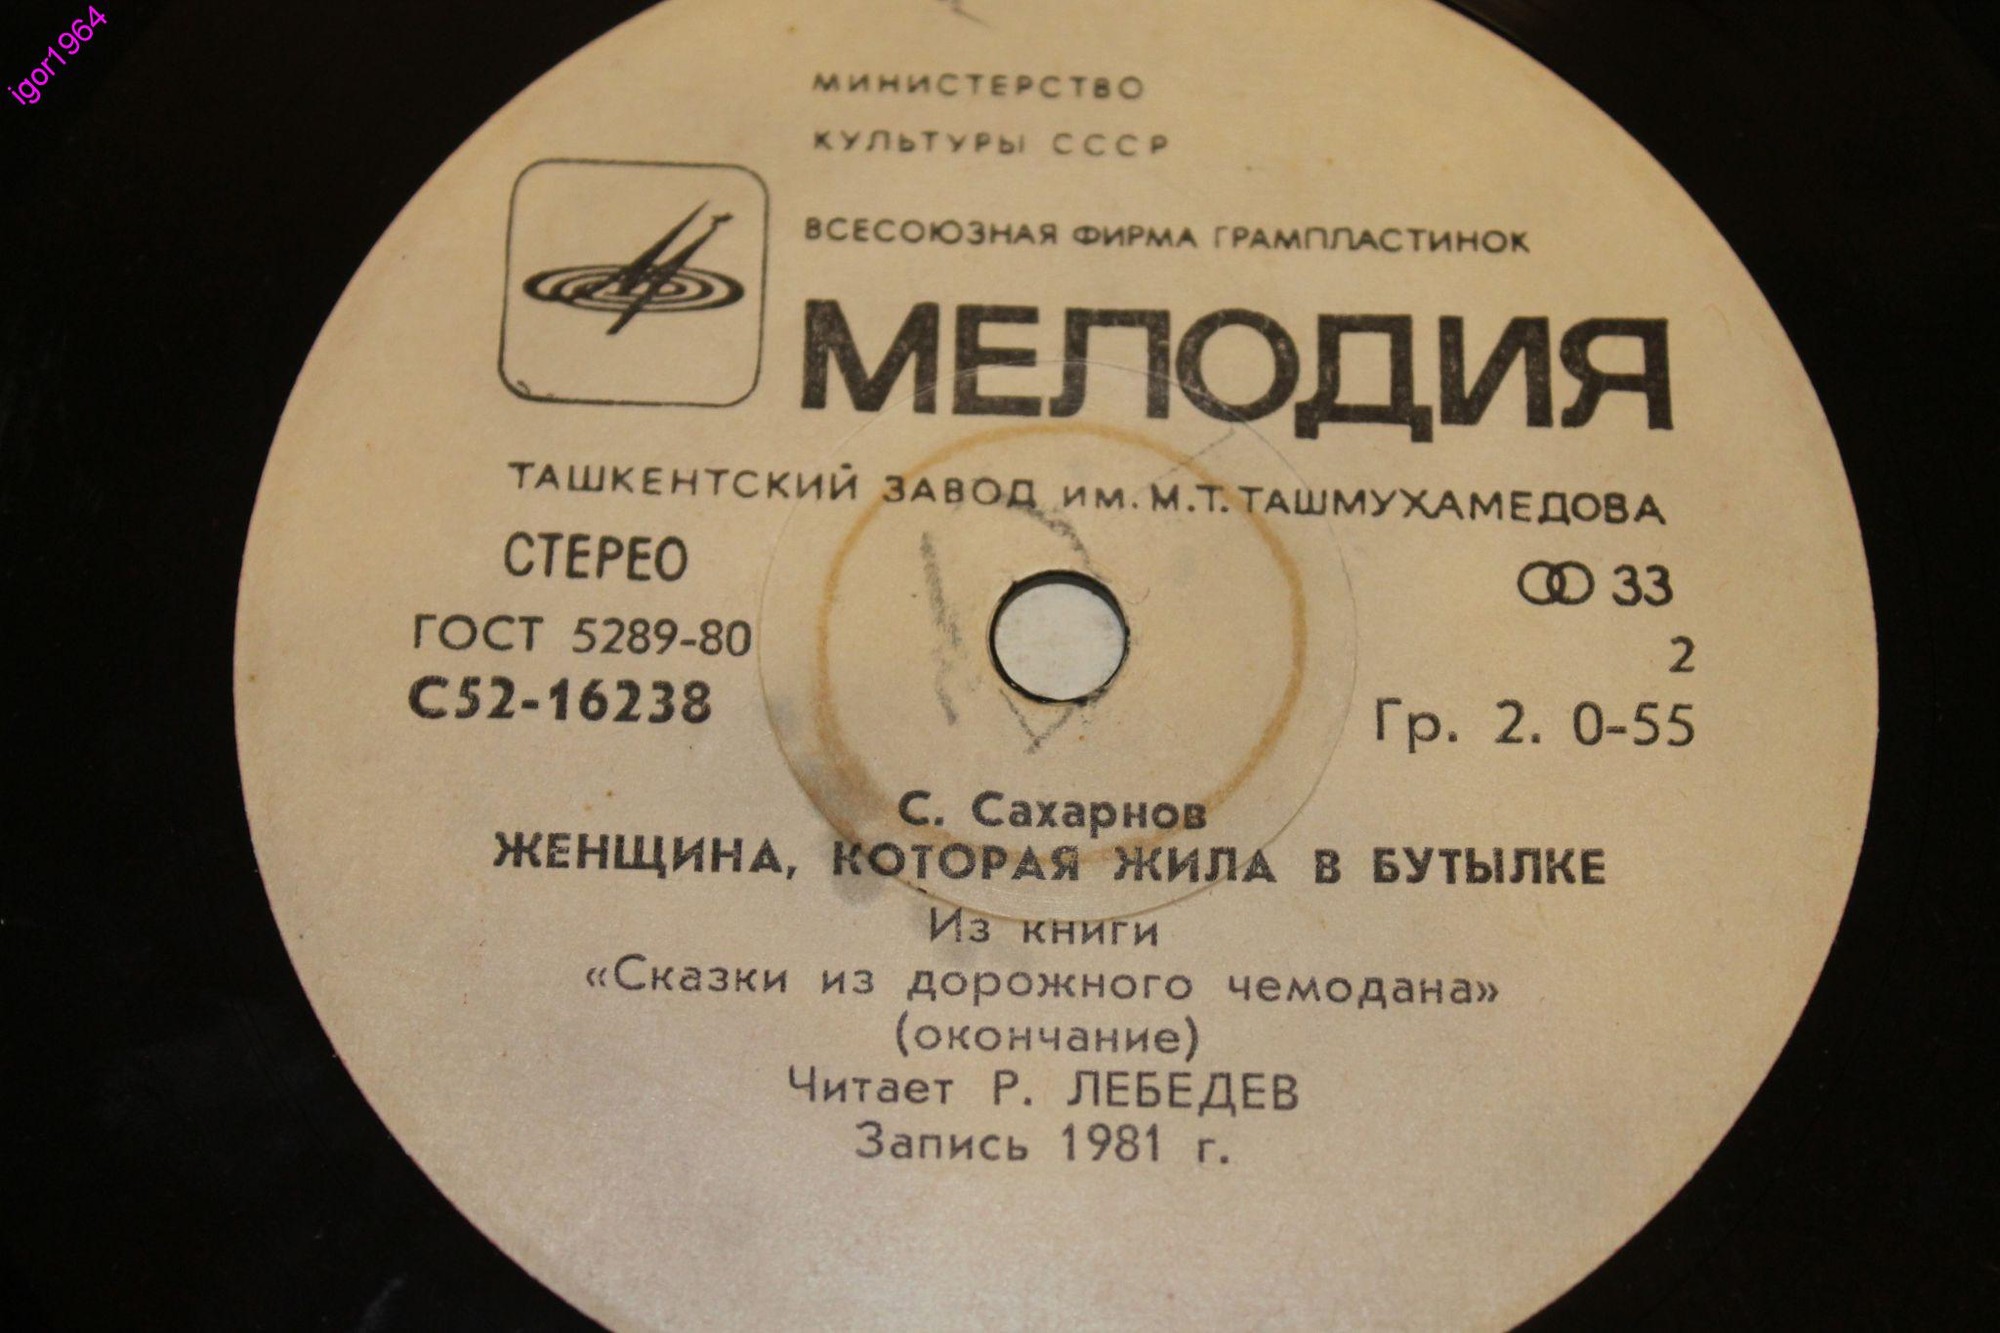 igor1964
МИНИСТЕРСТВО
КУЛЬТУРЫ СССР
ВСЕСОЮЗНАЯ ФИРМА ГРАМПЛАСТИНОК
МЕЛОДИЯ
ТАШКЕНТСКИЙ ЗАВОД ИМ. М.Т. ТАШМУХАМЕДОВА
СТЕРЕО
33
ГОСТ 5289-80
2
С52-16238
Гр. 2. 0-55
С. Сахарнов
ЖЕНЩИНА, КОТОРАЯ ЖИЛА В БУТЫЛКЕ
Из книги
«Сказки из дорожного чемодана»
(окончание)
Читает Р. ЛЕБЕДЕВ
Запись 1981 г.